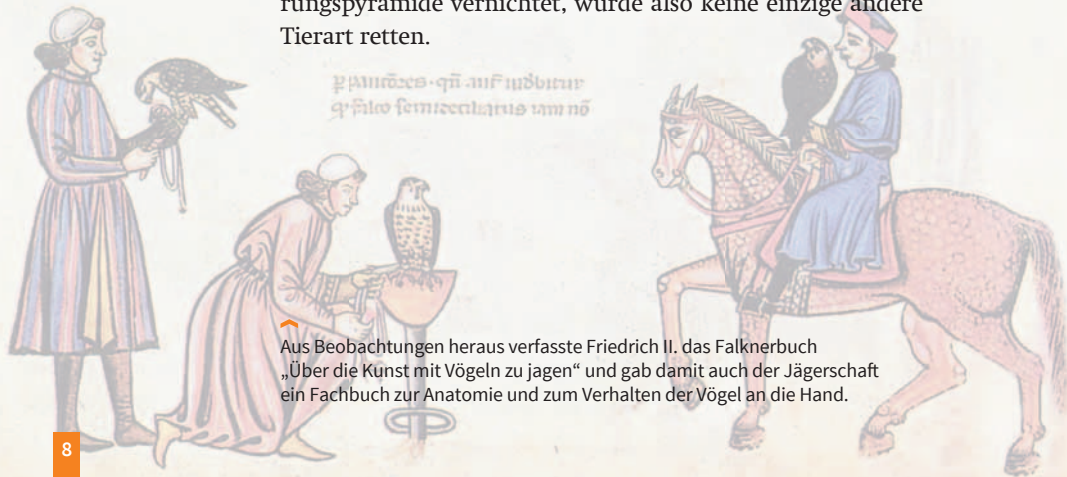 rungspyramide vernichtet, würde also keine einzige andere
Tierart retten.
Aus Beobachtungen heraus verfasste Friedrich II. das Falknerbuch
„Über die Kunst mit Vögeln zu jagen“ und gab damit auch der Jägerschaft
ein Fachbuch zur Anatomie und zum Verhalten der Vögel an die Hand.
8